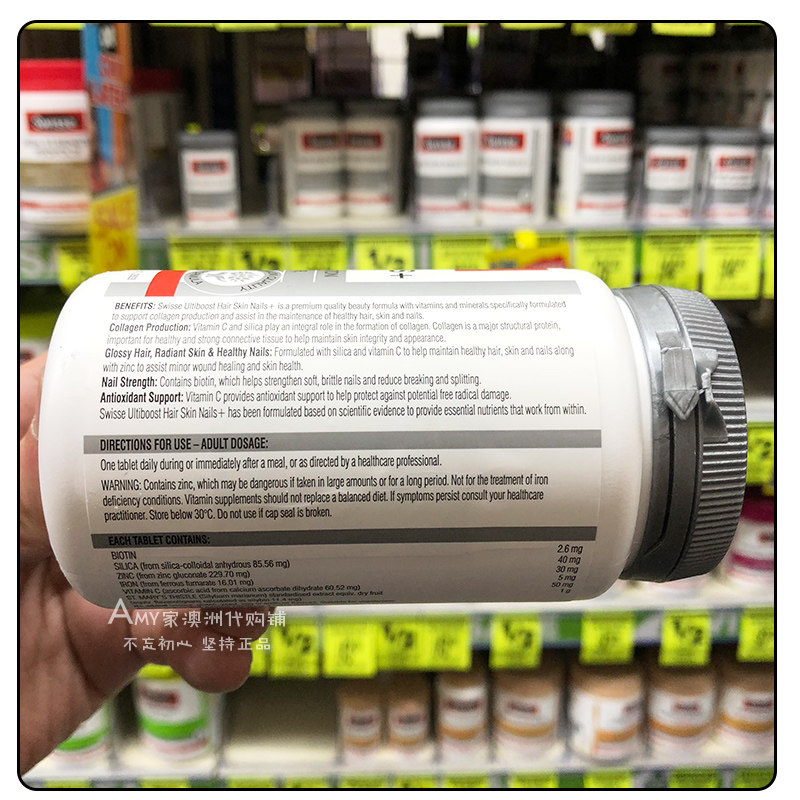 BENEFITS: Swisse Ultiboost Hair Skin Nails+ is a premium quality beauty formula with vitamins and minerals specifically formulated
to support collagen production and assist in the maintenance of healthy hair, skin and nails.
Collagen Production: Vitamin C and silica play an integral role in the formation of collagen. Collagen is a major structural protein,
important for healthy and strong connective tissue to help maintain skin integrity and appearance.
Glossy Hair, Radiant Skin & Healthy Nails: Formulated with silica and vitamin C to help maintain healthy hair, skin and nails along
with zinc to assist minor wound healing and skin health.
Nail Strength: Contains biotin, which helps strengthen soft, brittle nails and reduce breaking and splitting.
Antioxidant Support: Vitamin C provides antioxidant support to help protect against potential free radical damage.
Swisse Ultiboost Hair Skin Nails+ has been formulated based on scientific evidence to provide essential nutrients that work from within.
DIRECTIONS FOR USE – ADULT DOSAGE:
One tablet daily during or immediately after a meal, or as directed by a healthcare professional.
WARNING: Contains zinc, which may be dangerous if taken in large amounts or for a long period. Not for the treatment of iron
deficiency conditions. Vitamin supplements should not replace a balanced diet. If symptoms persist consult your healthcare
practitioner. Store below 30°C. Do not use if cap seal is broken.
EACH TABLET CONTAINS:
BIOTIN 2.6 mg
SILICA (from silica-colloidal anhydrous 85.56 mg) 40 mg
ZINC (from zinc gluconate 229.70 mg) 30 mg
IRON (from ferrous fumarate 16.01 mg) 5 mg
VITAMIN C (ascorbic acid from calcium ascorbate dihydrate 60.52 mg) 50 mg
ST. MARY'S THISTLE (Silybum marianum) standardised extract equiv. dry fruit 1 g
AMY家澳洲代购铺
不忘初心 坚持正品